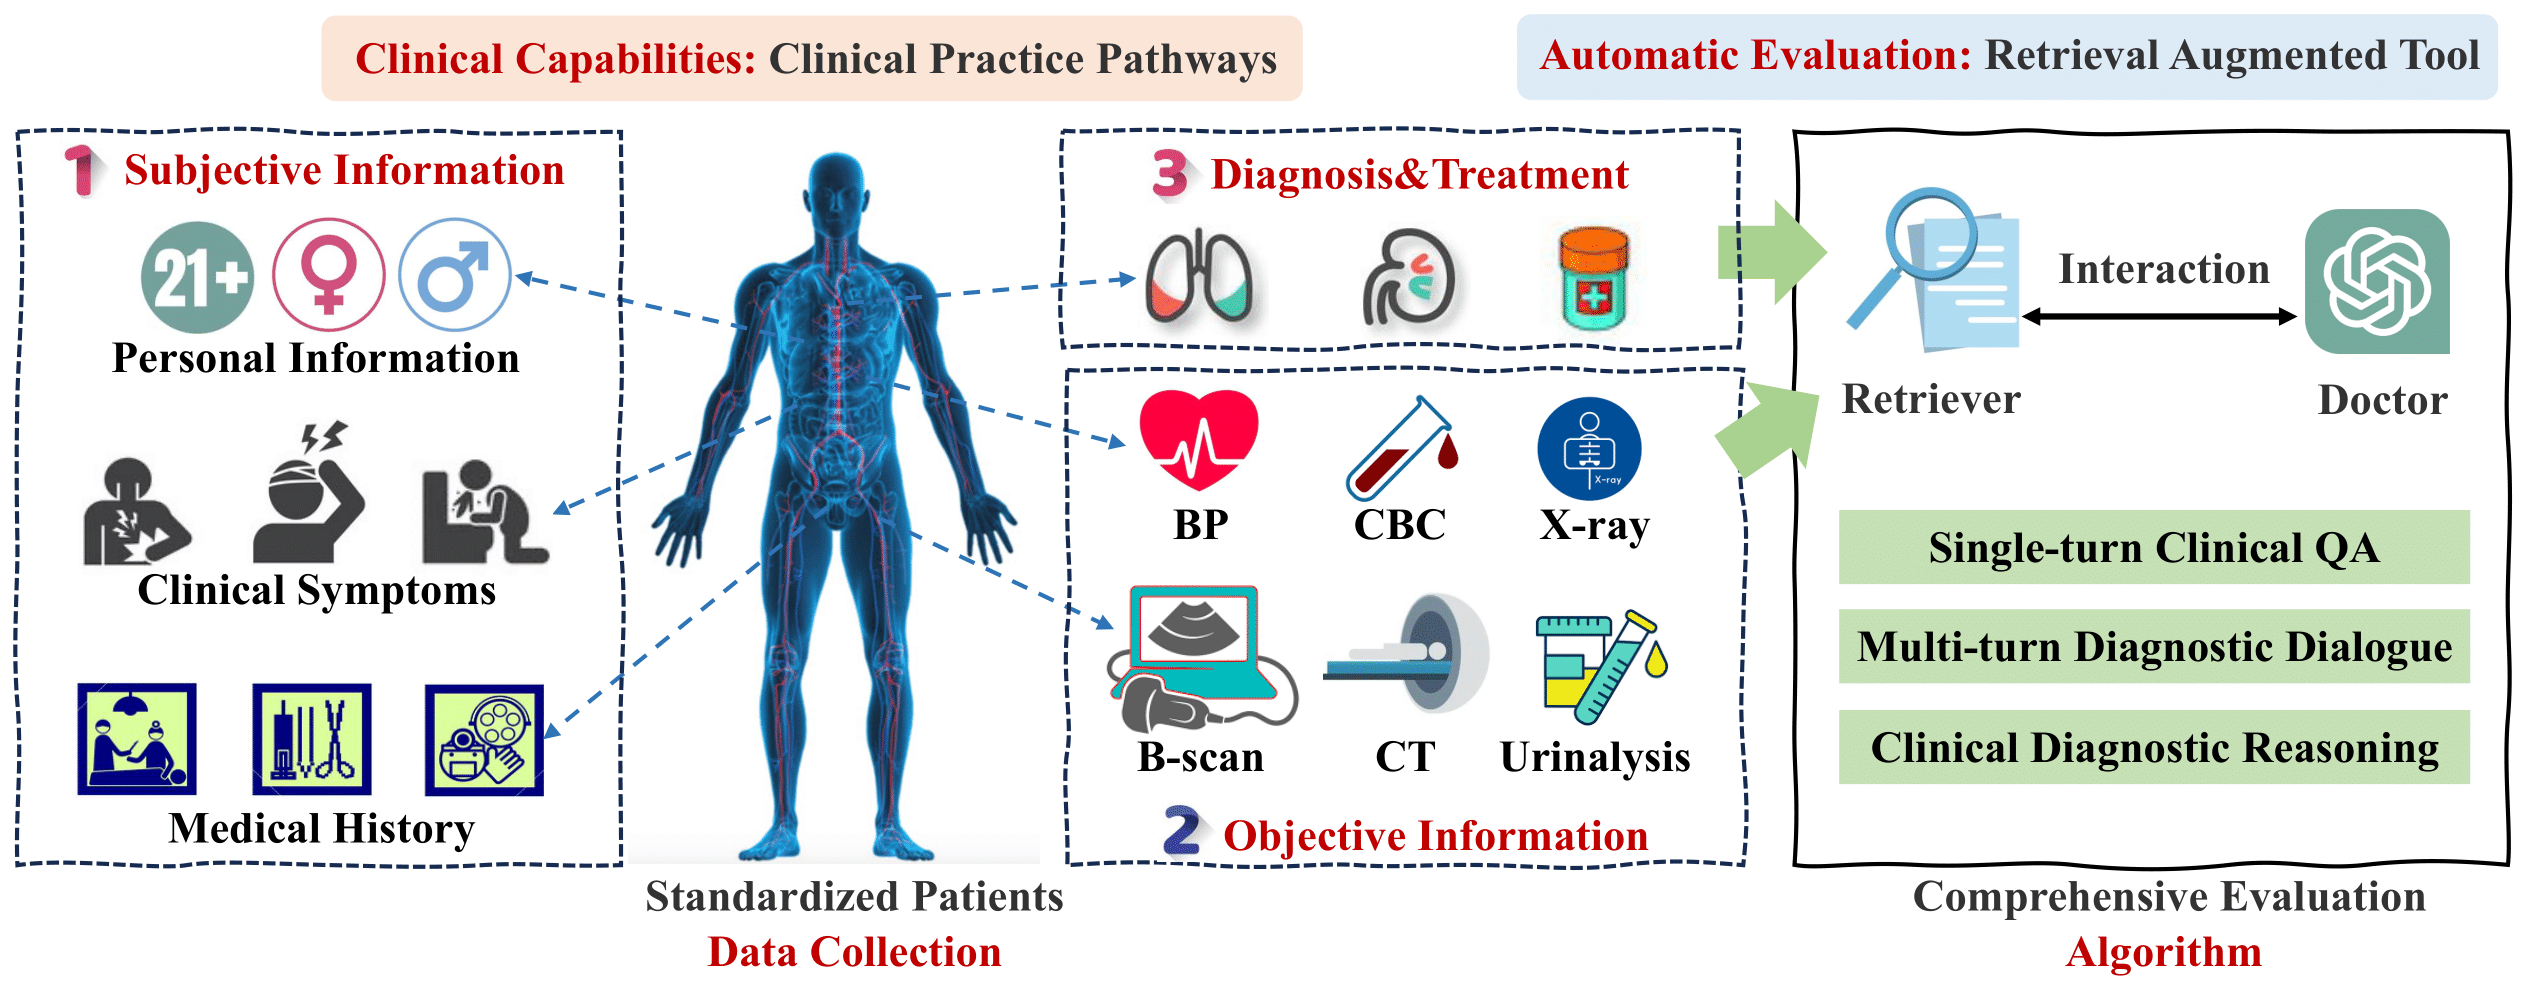 Clinical Capabilities: Clinical Practice Pathways
Automatic Evaluation: Retrieval Augmented Tool
1 Subjective Information
21+
Personal Information
Clinical Symptoms
Medical History
Standardized Patients
Data Collection
3 Diagnosis&Treatment
X-ray
BP
CBC
X-ray
B-scan
CT
Urinalysis
2 Objective Information
Interaction
Retriever
Doctor
Single-turn Clinical QA
Multi-turn Diagnostic Dialogue
Clinical Diagnostic Reasoning
Comprehensive Evaluation
Algorithm